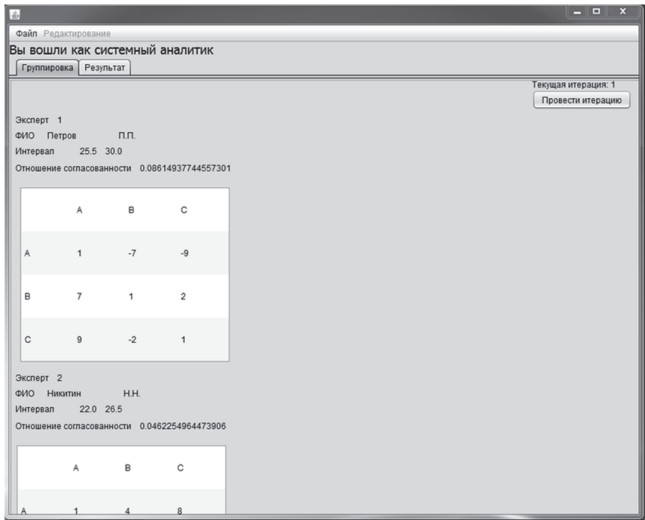 Файл Редактирование
Вы вошли как системный аналитик
Группировка Результат
Текущая итерация: 1
Провести итерацию
Эксперт 1
ФИО Петров П.П.
Интервал 25.5 30.0
Отношение согласованности 0.08614937744557301
A B C
A 1 -7 -9
B 7 1 2
C 9 -2 1
Эксперт 2
ФИО Никитин Н.Н.
Интервал 22.0 26.5
Отношение согласованности 0.0462254964473906
A B C
A 1 4 8